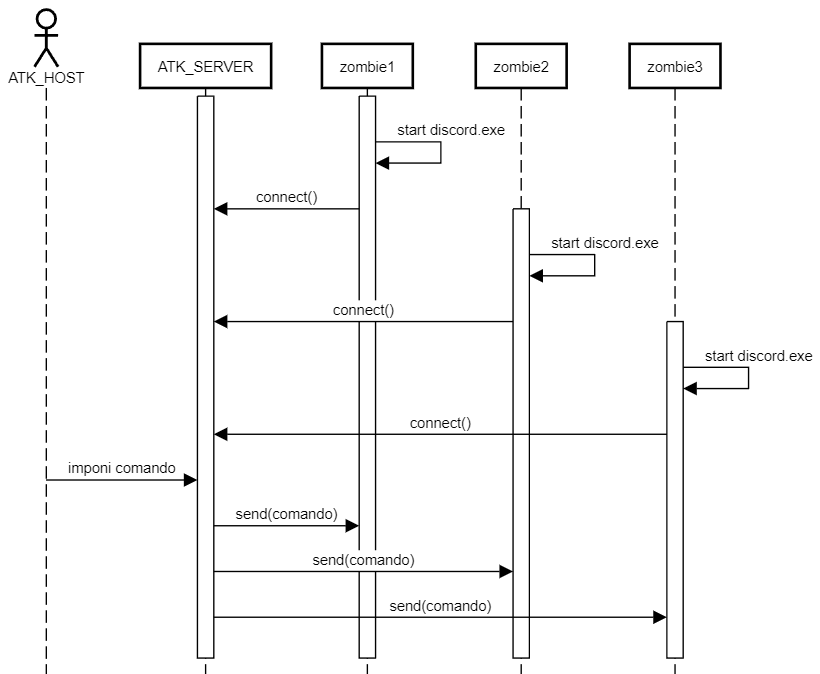 ATK_HOST
ATK_SERVER
zombie1
zombie2
zombie3
start discord.exe
connect()
start discord.exe
connect()
start discord.exe
connect()
imponi comando
send(comando)
send(comando)
send(comando)